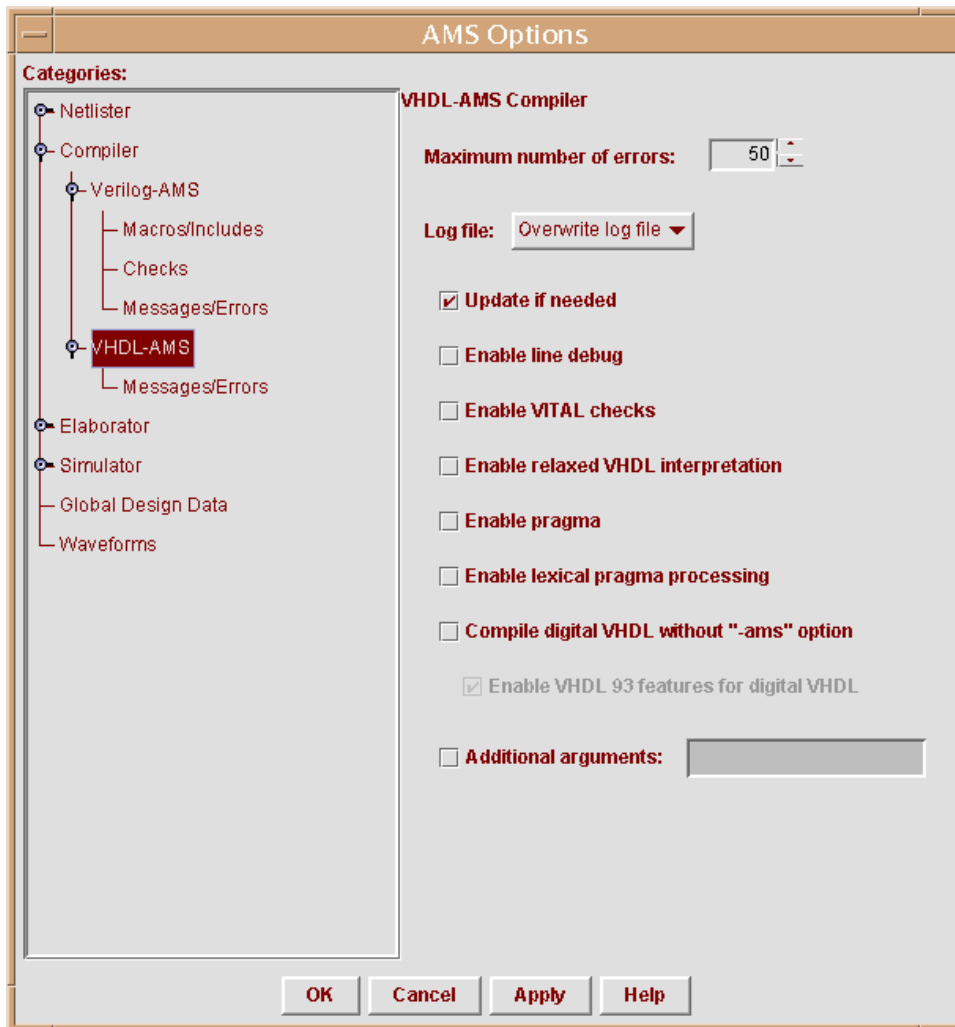 AMS Options
Categories:
Netlister
Compiler
Verilog-AMS
Macros/Includes
Checks
Messages/Errors
VHDL-AMS
Messages/Errors
Elaborator
Simulator
Global Design Data
Waveforms
VHDL-AMS Compiler
Maximum number of errors: 50
Log file: Overwrite log file
Update if needed
Enable line debug
Enable VITAL checks
Enable relaxed VHDL interpretation
Enable pragma
Enable lexical pragma processing
Compile digital VHDL without "-ams" option
Enable VHDL 93 features for digital VHDL
Additional arguments:
OK Cancel Apply Help